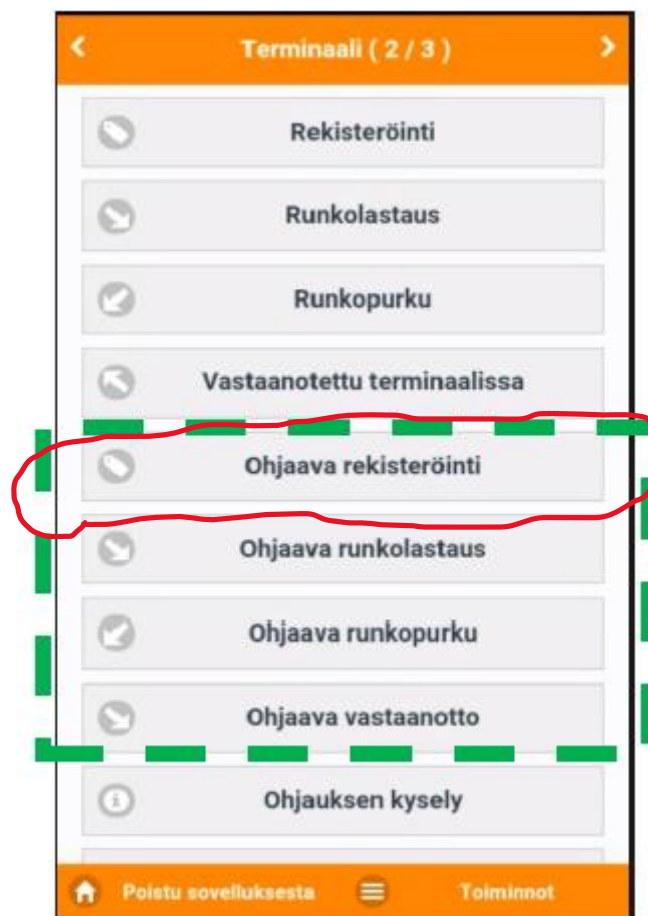 Terminaali ( 2 / 3 )
Rekisteröinti
Runkolastaus
Runkopurku
Vastaanotettu terminaalissa
Ohjaava rekisteröinti
Ohjaava runkolastaus
Ohjaava runkopurku
Ohjaava vastaanotto
Ohjauksen kysely
Poistu sovelluksesta Toiminnot